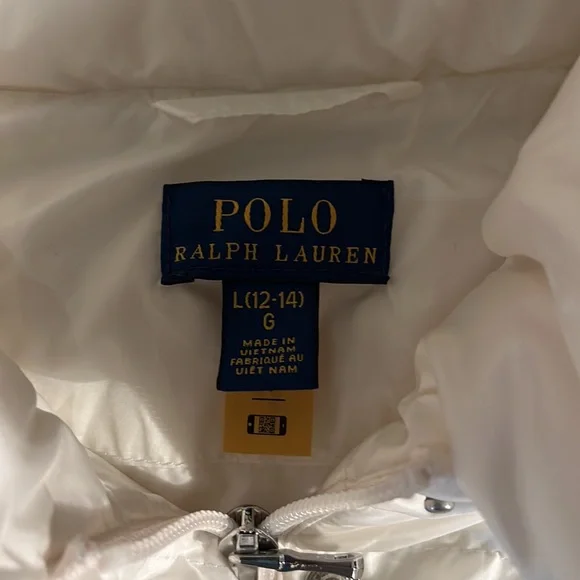 POLO
RALPH LAUREN
L(12-14)
G
MADE IN
VIETNAM
FABRIQUÉ AU
VIÊT NAM